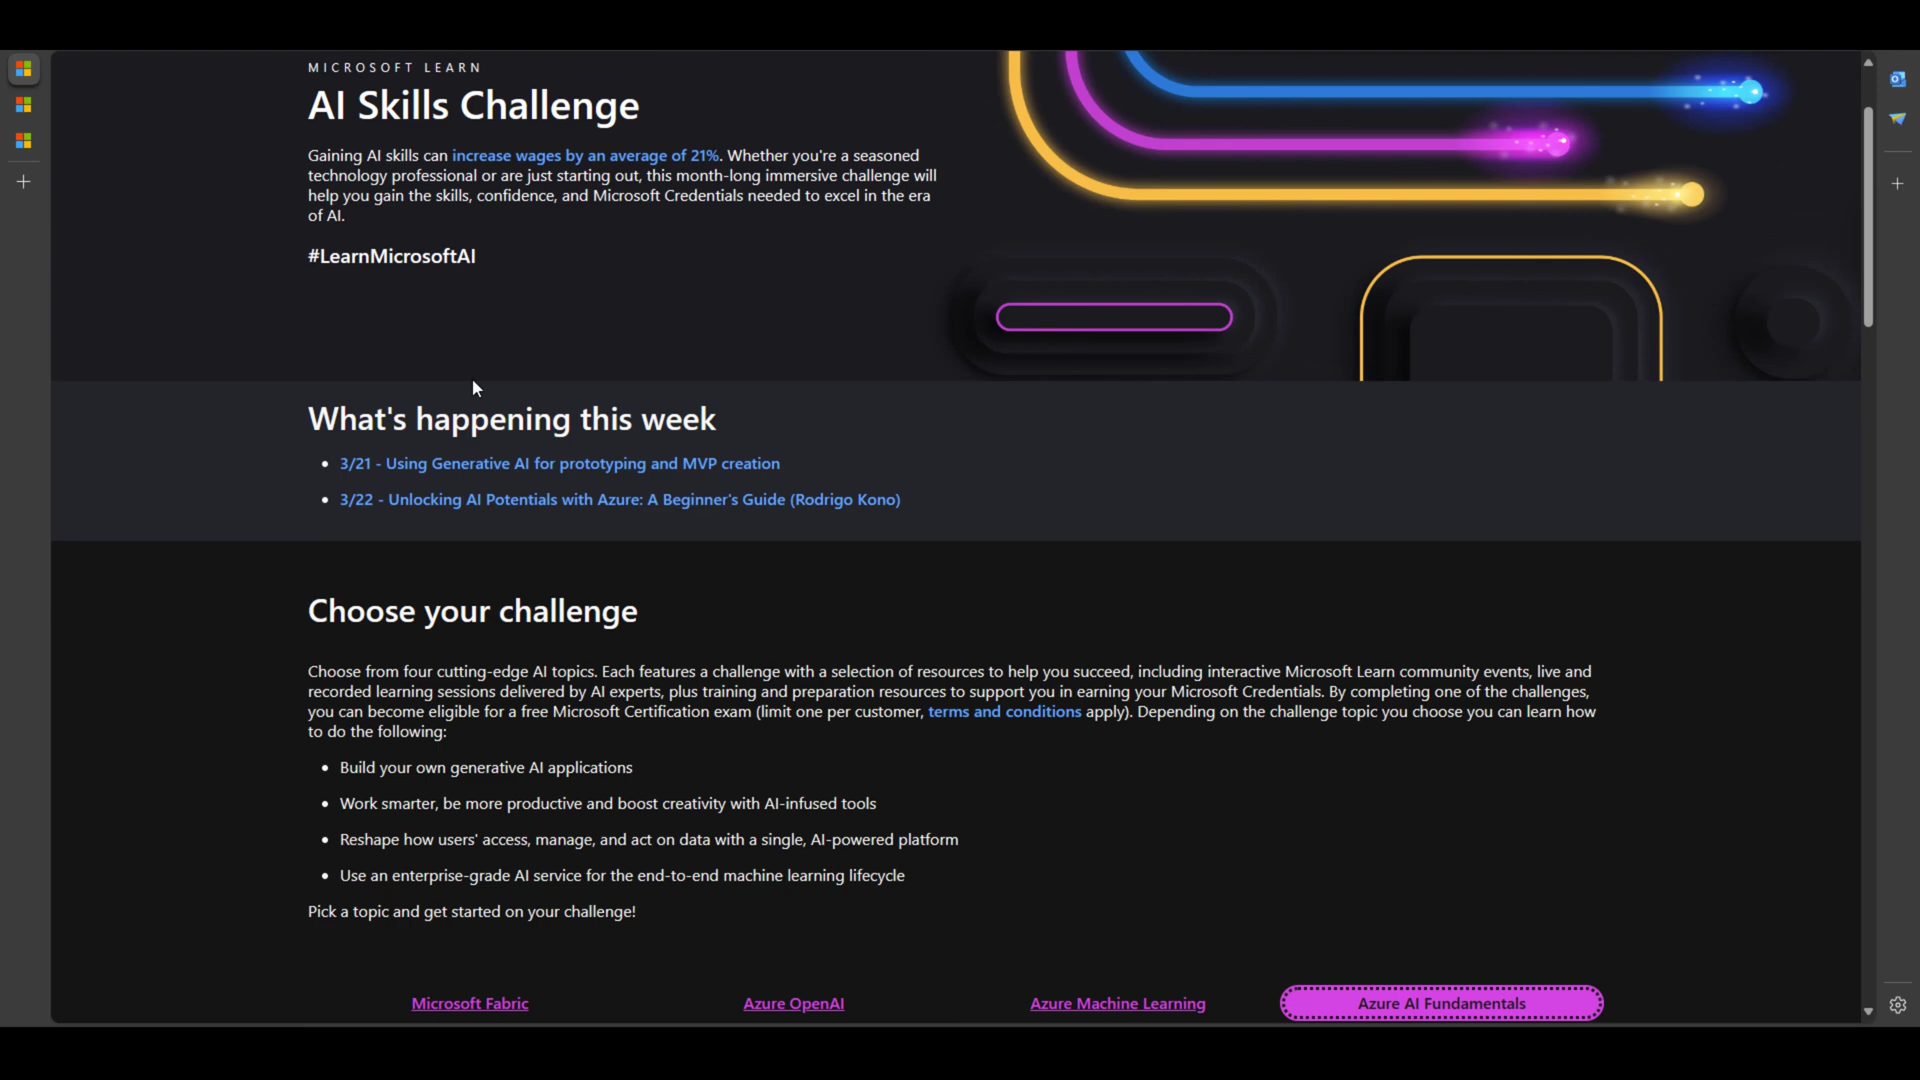 MICROSOFT LEARN
AI Skills Challenge
Gaining AI skills can increase wages by an average of 21%. Whether you're a seasoned
technology professional or are just starting out, this month-long immersive challenge will
help you gain the skills, confidence, and Microsoft Credentials needed to excel in the era
of AI.
#LearnMicrosoftAI
What's happening this week
• 3/21 - Using Generative AI for prototyping and MVP creation
• 3/22 - Unlocking AI Potentials with Azure: A Beginner's Guide (Rodrigo Kono)
Choose your challenge
Choose from four cutting-edge AI topics. Each features a challenge with a selection of resources to help you succeed, including interactive Microsoft Learn community events, live and
recorded learning sessions delivered by AI experts, plus training and preparation resources to support you in earning your Microsoft Credentials. By completing one of the challenges,
you can become eligible for a free Microsoft Certification exam (limit one per customer, terms and conditions apply). Depending on the challenge topic you choose you can learn how
to do the following:
• Build your own generative AI applications
• Work smarter, be more productive and boost creativity with AI-infused tools
• Reshape how users' access, manage, and act on data with a single, AI-powered platform
• Use an enterprise-grade AI service for the end-to-end machine learning lifecycle
Pick a topic and get started on your challenge!
Microsoft Fabric
Azure OpenAI
Azure Machine Learning
Azure AI Fundamentals